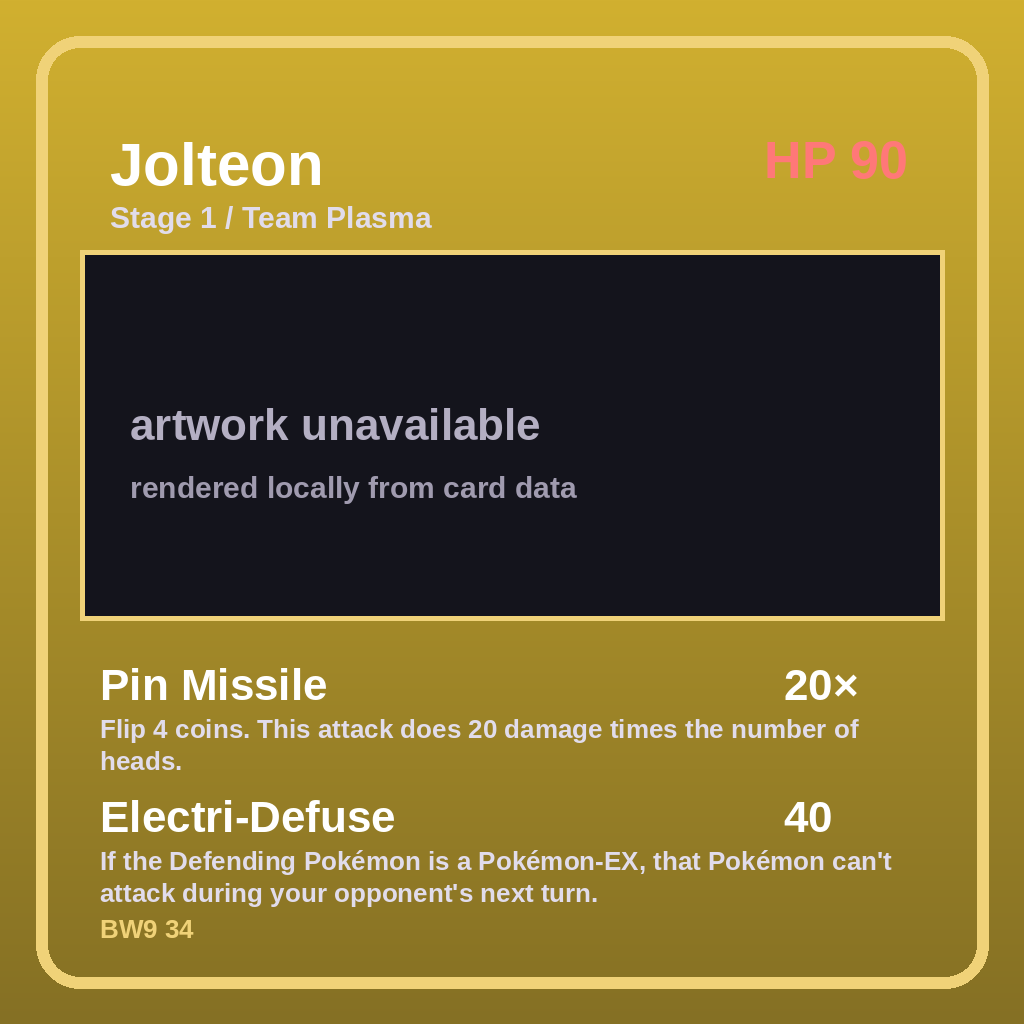 Jolteon
HP 90
Stage 1 / Team Plasma
artwork unavailable
rendered locally from card data
Pin Missile 20×
Flip 4 coins. This attack does 20 damage times the number of
heads.
Electri-Defuse 40
If the Defending Pokémon is a Pokémon-EX, that Pokémon can't
attack during your opponent's next turn.
BW9 34